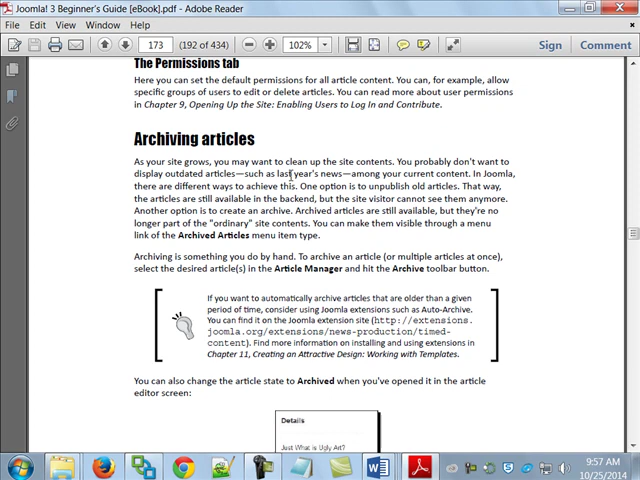 Joomla! 3 Beginner's Guide [eBook].pdf - Adobe Reader
File Edit View Window Help
173 (192 of 434) 102% Sign Comment
The Permissions tab
Here you can set the default permissions for all article content. You can, for example, allow
specific groups of users to edit or delete articles. You can read more about user permissions
in Chapter 9, Opening Up the Site: Enabling Users to Log In and Contribute.
Archiving articles
As your site grows, you may want to clean up the site contents. You probably don't want to
display outdated articles—such as last year's news—among your current content. In Joomla,
there are different ways to achieve this. One option is to unpublish old articles. That way,
the articles are still available in the backend, but the site visitor cannot see them anymore.
Another option is to create an archive. Archived articles are still available, but they're no
longer part of the "ordinary" site contents. You can make them visible through a menu
link of the Archived Articles menu item type.
Archiving is something you do by hand. To archive an article (or multiple articles at once),
select the desired article(s) in the Article Manager and hit the Archive toolbar button.
If you want to automatically archive articles that are older than a given
period of time, consider using Joomla extensions such as Auto-Archive.
You can find it on the Joomla extension site (http://extensions.
joomla.org/extensions/news-production/timed-
content). Find more information on installing and using extensions in
Chapter 11, Creating an Attractive Design: Working with Templates.
You can also change the article state to Archived when you've opened it in the article
editor screen:
Details
Just What is Ugly Art?
9:57 AM
10/25/2014